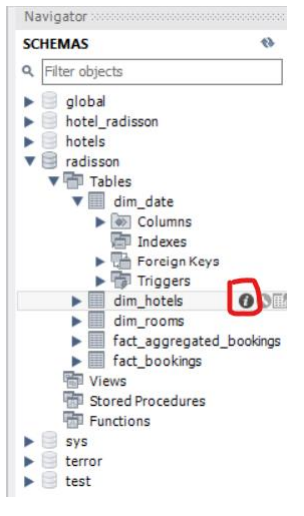 Navigator
SCHEMAS
Filter objects
global
hotel_radisson
hotels
radisson
Tables
dim_date
Columns
Indexes
Foreign Keys
Triggers
dim_hotels
dim_rooms
fact_aggregated_bookings
fact_bookings
Views
Stored Procedures
Functions
sys
terror
test